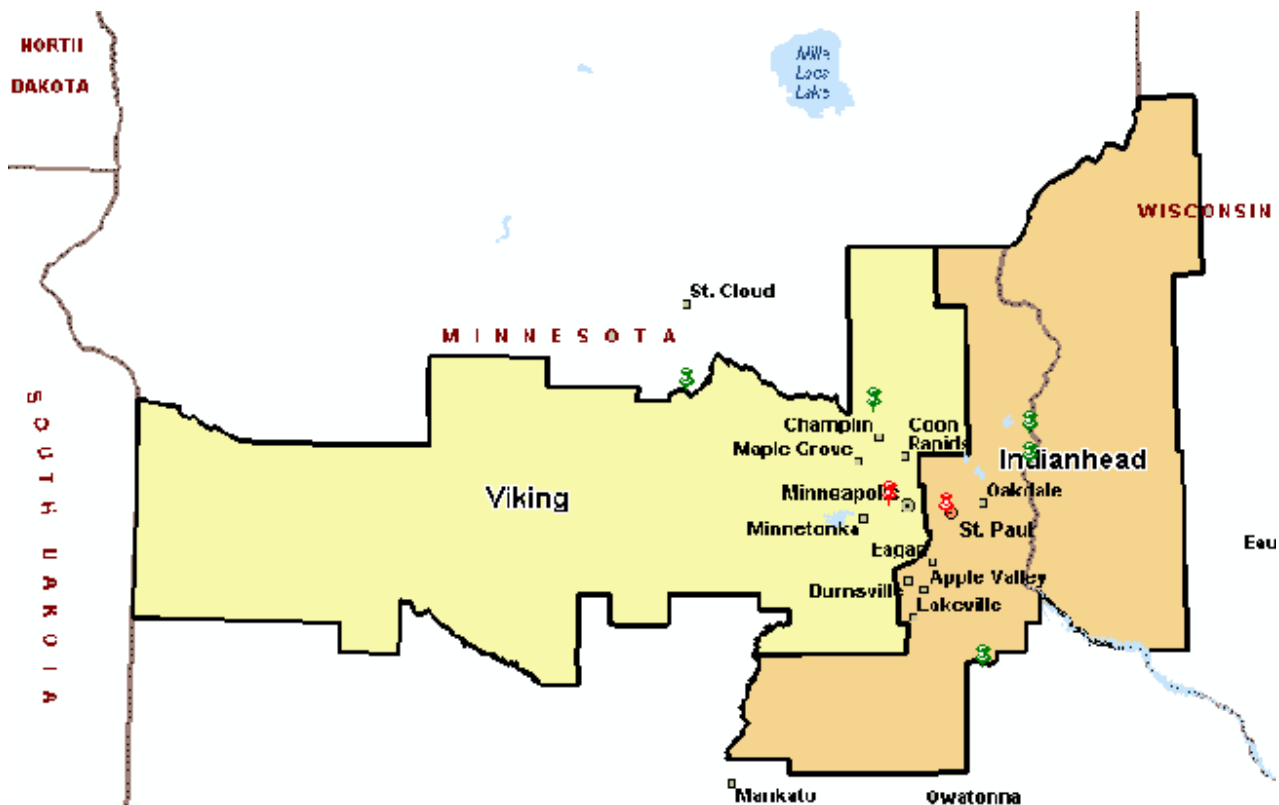 NORTH
DAKOTA
Mille
Lacs
Lake
WISCONSIN
St. Cloud
MINNESOTA
SOUTH DAKOTA
Champlin
Coon
Rapids
Maple Grove
Indianhead
Viking
Minneapolis
Oakdale
Minnetonka
St. Paul
Eagan
Eau
Apple Valley
Burnsville
Lakeville
Mankato
Owatonna